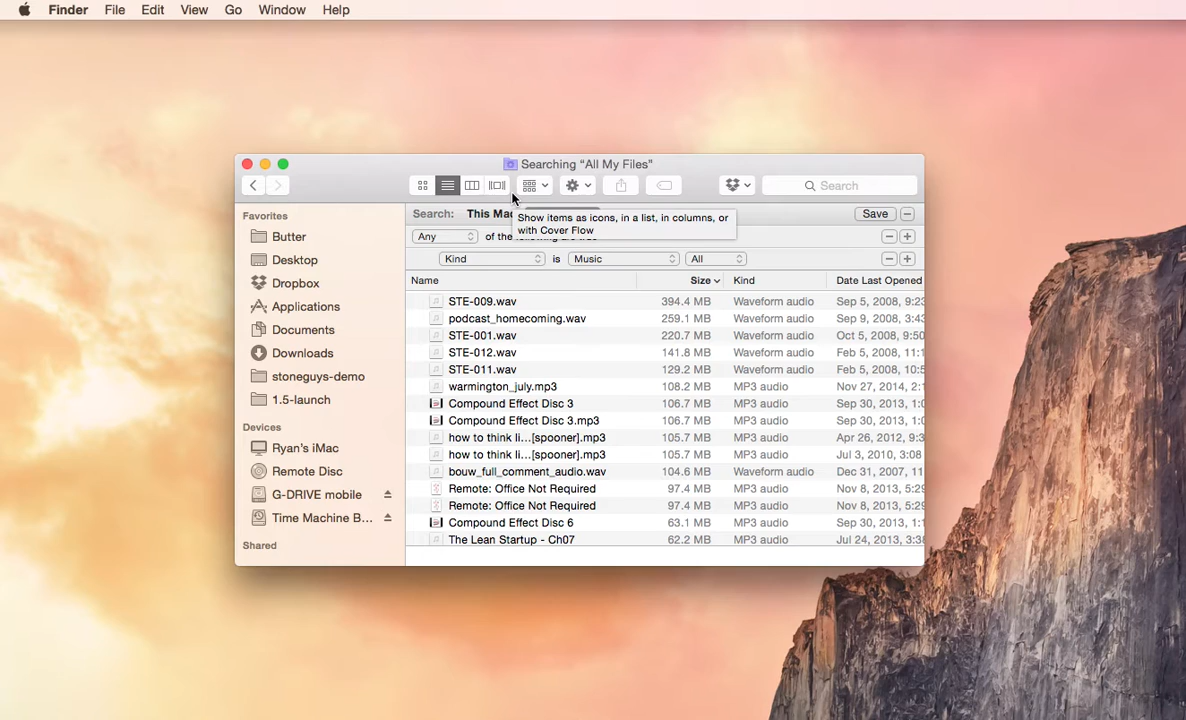 Finder File Edit View Go Window Help
Searching “All My Files”
Search
Search: This Mac
Save
Show items as icons, in a list, in columns, or
with Cover Flow
Any of the following are true
Kind is Music All
Name Size Kind Date Last Opened
STE-009.wav 394.4 MB Waveform audio Sep 5, 2008, 9:23
podcast_homecoming.wav 259.1 MB Waveform audio Sep 9, 2008, 3:43
STE-001.wav 220.7 MB Waveform audio Oct 5, 2008, 9:50
STE-012.wav 141.8 MB Waveform audio Feb 5, 2008, 11:1
STE-011.wav 129.2 MB Waveform audio Feb 5, 2008, 10:5
warmington_july.mp3 108.2 MB MP3 audio Nov 27, 2014, 2:
Compound Effect Disc 3 106.7 MB MP3 audio Sep 30, 2013, 1:0
Compound Effect Disc 3.mp3 106.7 MB MP3 audio Sep 30, 2013, 1:0
how to think li...[spooner].mp3 105.7 MB MP3 audio Apr 26, 2012, 9:3
how to think li...[spooner].mp3 105.7 MB MP3 audio Jul 3, 2010, 3:08
bouw_full_comment_audio.wav 104.6 MB Waveform audio Dec 31, 2007, 11
Remote: Office Not Required 97.4 MB MP3 audio Nov 8, 2013, 5:29
Remote: Office Not Required 97.4 MB MP3 audio Nov 8, 2013, 5:29
Compound Effect Disc 6 63.1 MB MP3 audio Sep 30, 2013, 1:1
The Lean Startup - Ch07 62.2 MB MP3 audio Jul 24, 2013, 3:38
Favorites
Butter
Desktop
Dropbox
Applications
Documents
Downloads
stoneguys-demo
1.5-launch
Devices
Ryan's iMac
Remote Disc
G-DRIVE mobile
Time Machine B...
Shared